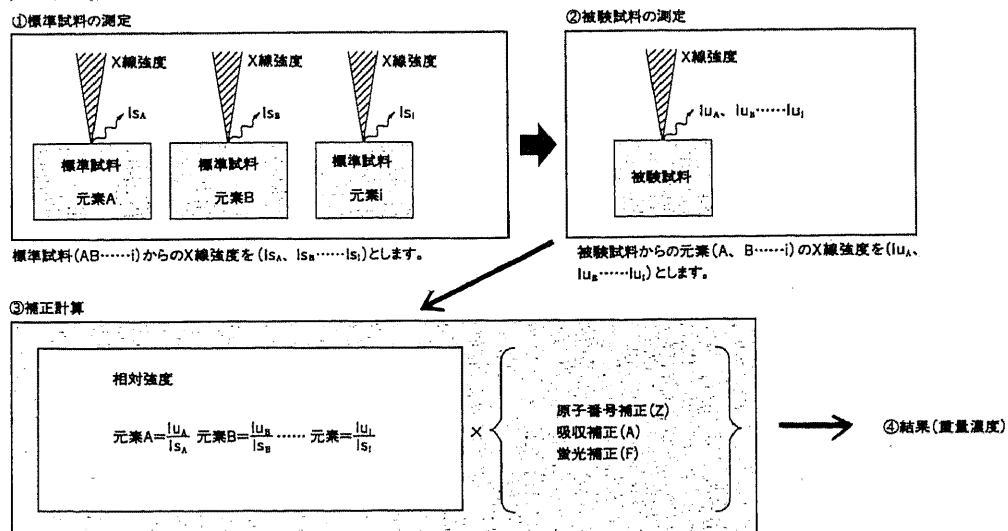 ①標準試料の測定
X線強度 X線強度 X線強度
Is_A Is_B Is_i
標準試料 標準試料 標準試料
元素A 元素B 元素i
標準試料(AB……i)からのX線強度を(Is_A、Is_B……Is_i)とします。
②被験試料の測定
X線強度
Iu_A、Iu_B……Iu_i
被験試料
被験試料からの元素(A、B……i)のX線強度を(Iu_A、
Iu_B……Iu_i)とします。
③補正計算
相対強度
元素A=Iu_A/Is_A 元素B=Iu_B/Is_B ……元素=Iu_i/Is_i
×
原子番号補正(Z)
吸収補正(A)
蛍光補正(F)
④結果(重量濃度)